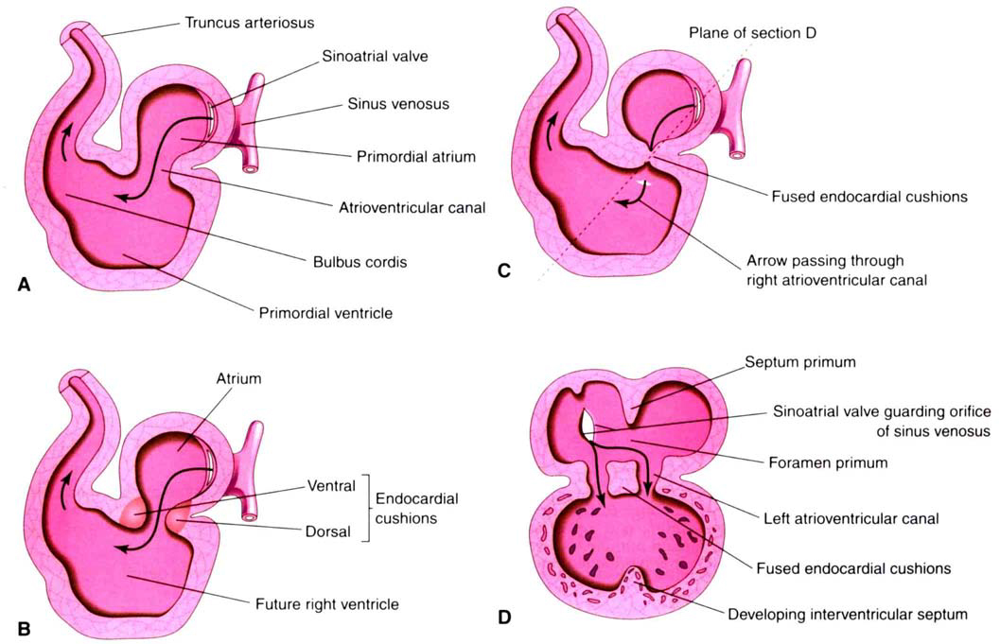 Truncus arteriosus
Sinoatrial valve
Sinus venosus
Primordial atrium
Atrioventricular canal
Bulbus cordis
Primordial ventricle
A
Plane of section D
Fused endocardial cushions
Arrow passing through
right atrioventricular canal
C
Atrium
Ventral
Dorsal
Endocardial
cushions
Future right ventricle
B
Septum primum
Sinoatrial valve guarding orifice
of sinus venosus
Foramen primum
Left atrioventricular canal
Fused endocardial cushions
Developing interventricular septum
D